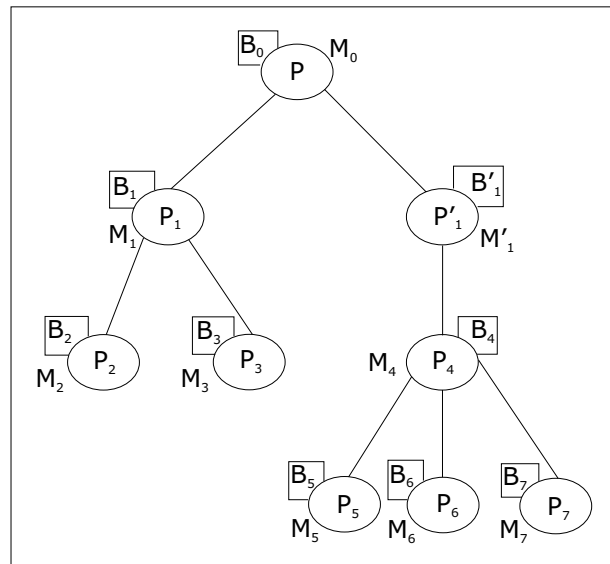 B₀ P M₀
B₁ B′₁
P₁ P′₁
M₁ M′₁
B₂ B₃ B₄
P₂ P₃ M₄ P₄
M₂ M₃
B₅ B₆ B₇
P₅ P₆ P₇
M₅ M₆ M₇